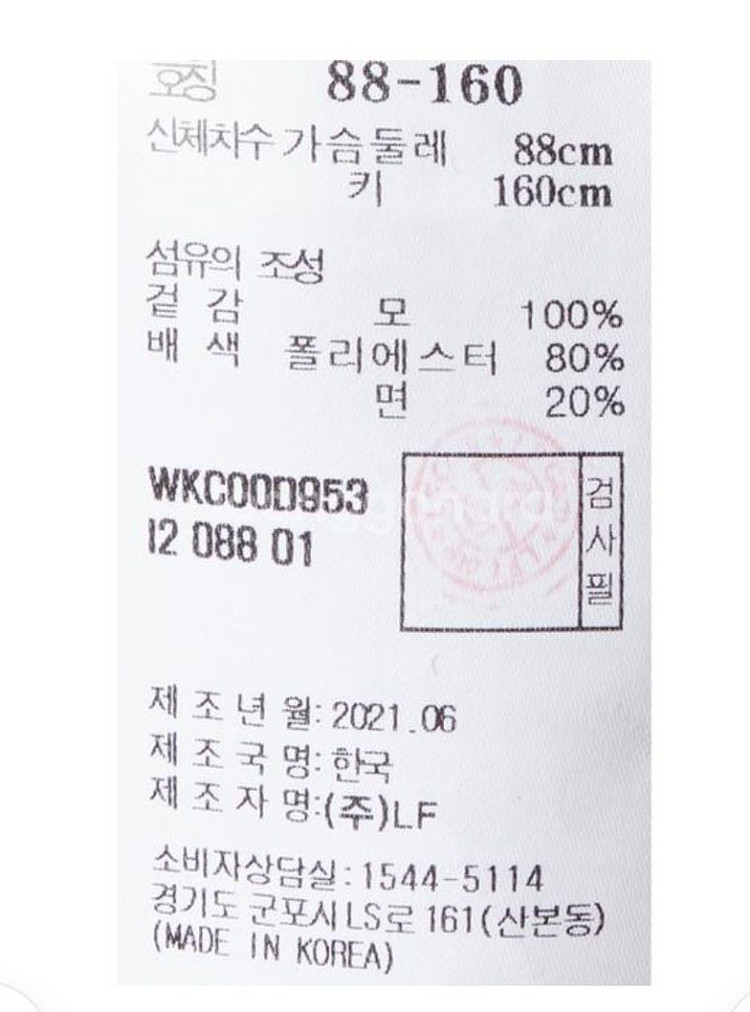 호칭 88-160
신체치수 가슴둘레 88cm
키 160cm
섬유의 조성
겉 감 모 100%
배 색 폴리에스터 80%
면 20%
WKC00D953
I2 088 01
검사필
제 조 년 월: 2021.06
제 조 국 명: 한국
제 조 자 명:(주)LF
소비자상담실: 1544-5114
경기도 군포시 LS로 161(산본동)
(MADE IN KOREA)